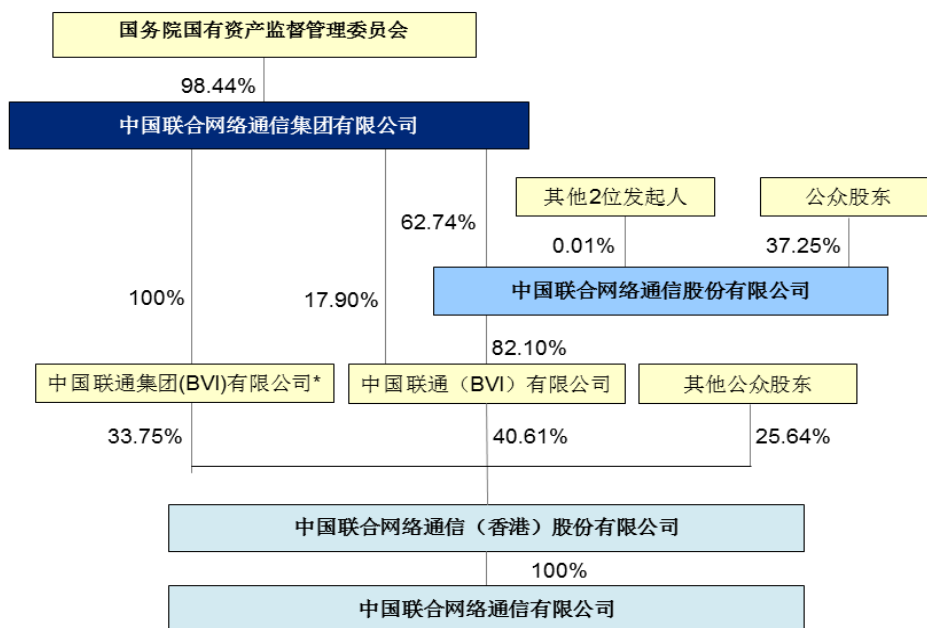 国务院国有资产监督管理委员会
98.44%
中国联合网络通信集团有限公司
其他2位发起人
公众股东
62.74%
0.01%
37.25%
中国联合网络通信股份有限公司
100%
17.90%
82.10%
中国联通集团(BVI)有限公司*
中国联通（BVI）有限公司
其他公众股东
33.75%
40.61%
25.64%
中国联合网络通信（香港）股份有限公司
100%
中国联合网络通信有限公司